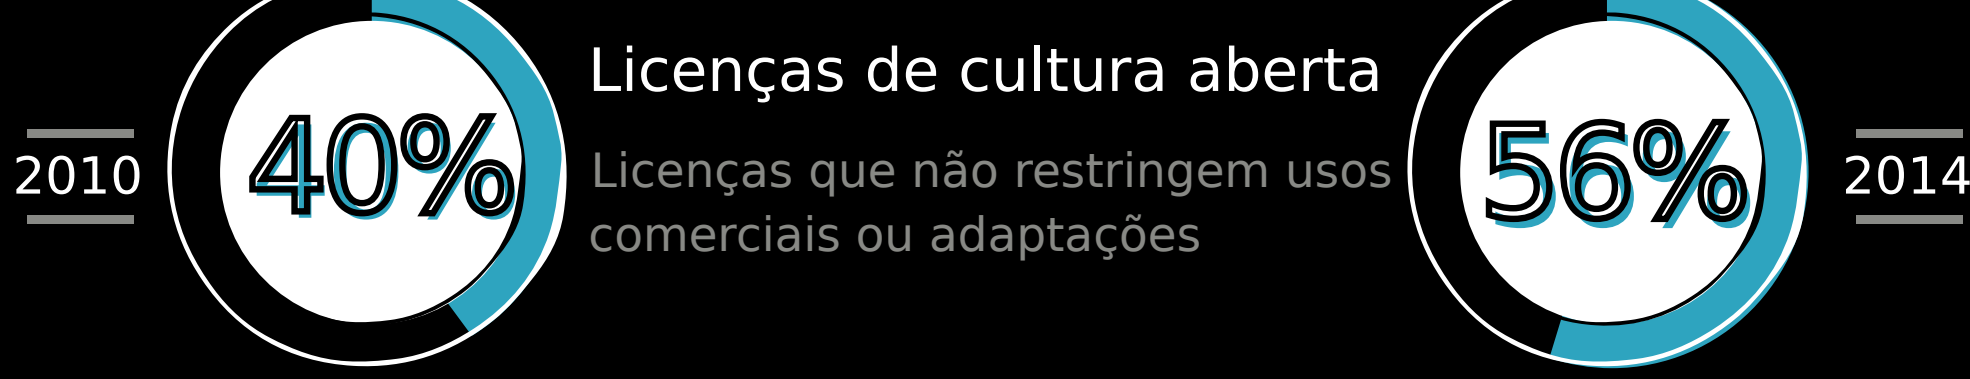 2010
40%
Licenças de cultura aberta
Licenças que não restringem usos
comerciais ou adaptações
56%
2014